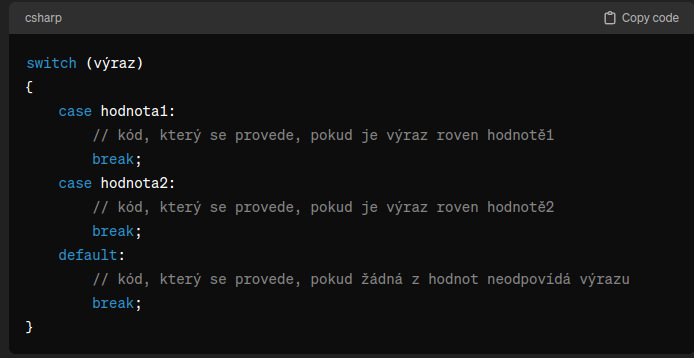 csharp
Copy code
switch (výraz)
{
    case hodnota1:
        // kód, který se provede, pokud je výraz roven hodnotě1
        break;
    case hodnota2:
        // kód, který se provede, pokud je výraz roven hodnotě2
        break;
    default:
        // kód, který se provede, pokud žádná z hodnot neodpovídá výrazu
        break;
}